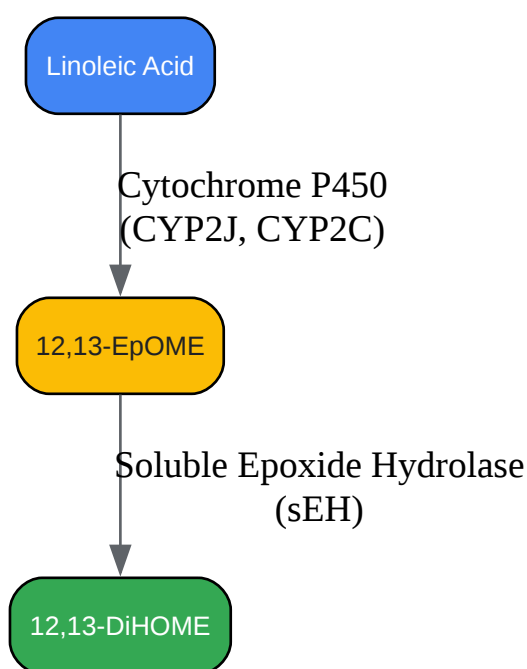 Linoleic Acid
Cytochrome P450
(CYP2J, CYP2C)
12,13-EpOME
Soluble Epoxide Hydrolase
(sEH)
12,13-DiHOME